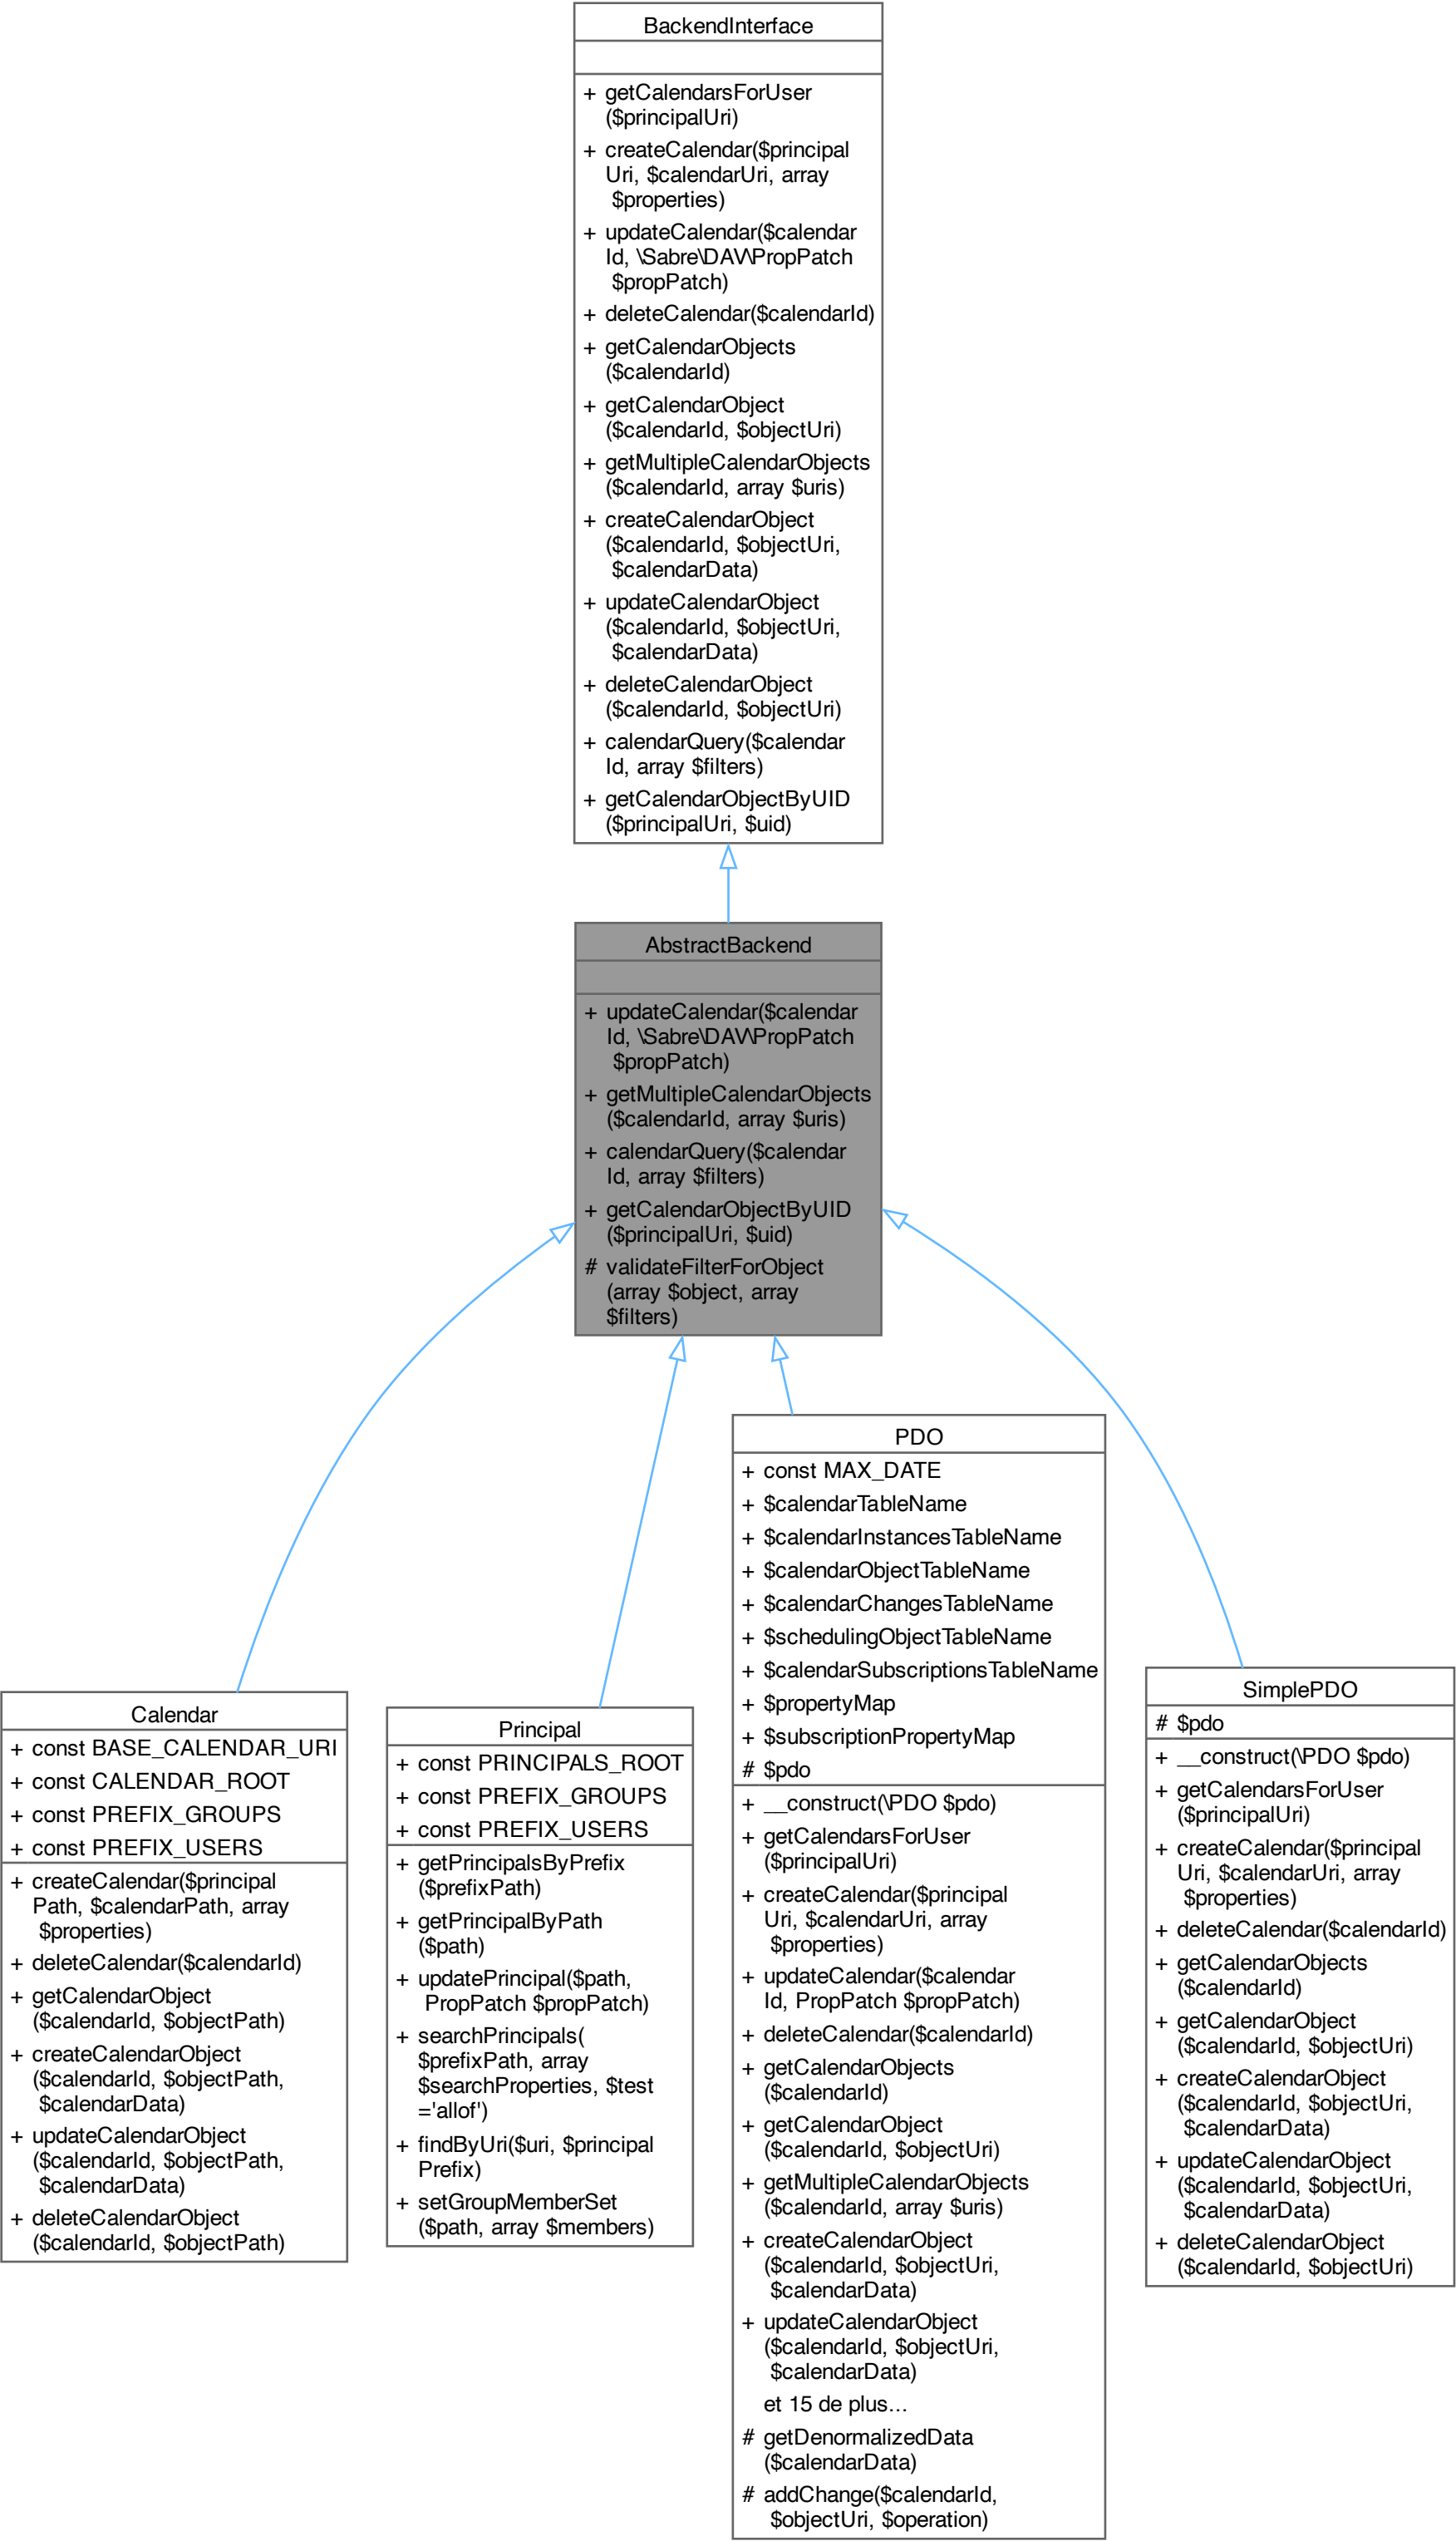 BackendInterface
+ getCalendarsForUser
($principalUri)
+ createCalendar($principal
Uri, $calendarUri, array
$properties)
+ updateCalendar($calendar
Id, \Sabre\DAV\PropPatch
$propPatch)
+ deleteCalendar($calendarId)
+ getCalendarObjects
($calendarId)
+ getCalendarObject
($calendarId, $objectUri)
+ getMultipleCalendarObjects
($calendarId, array $uris)
+ createCalendarObject
($calendarId, $objectUri,
$calendarData)
+ updateCalendarObject
($calendarId, $objectUri,
$calendarData)
+ deleteCalendarObject
($calendarId, $objectUri)
+ calendarQuery($calendar
Id, array $filters)
+ getCalendarObjectByUID
($principalUri, $uid)
AbstractBackend
+ updateCalendar($calendar
Id, \Sabre\DAV\PropPatch
$propPatch)
+ getMultipleCalendarObjects
($calendarId, array $uris)
+ calendarQuery($calendar
Id, array $filters)
+ getCalendarObjectByUID
($principalUri, $uid)
# validateFilterForObject
(array $object, array
$filters)
Calendar
+ const BASE_CALENDAR_URI
+ const CALENDAR_ROOT
+ const PREFIX_GROUPS
+ const PREFIX_USERS
+ createCalendar($principal
Path, $calendarPath, array
$properties)
+ deleteCalendar($calendarId)
+ getCalendarObject
($calendarId, $objectPath)
+ createCalendarObject
($calendarId, $objectPath,
$calendarData)
+ updateCalendarObject
($calendarId, $objectPath,
$calendarData)
+ deleteCalendarObject
($calendarId, $objectPath)
Principal
+ const PRINCIPALS_ROOT
+ const PREFIX_GROUPS
+ const PREFIX_USERS
+ getPrincipalsByPrefix
($prefixPath)
+ getPrincipalByPath
($path)
+ updatePrincipal($path,
PropPatch $propPatch)
+ searchPrincipals(
$prefixPath, array
$searchProperties, $test
='allof')
+ findByUri($uri, $principal
Prefix)
+ setGroupMemberSet
($path, array $members)
PDO
+ const MAX_DATE
+ $calendarTableName
+ $calendarInstancesTableName
+ $calendarObjectTableName
+ $calendarChangesTableName
+ $schedulingObjectTableName
+ $calendarSubscriptionsTableName
+ $propertyMap
+ $subscriptionPropertyMap
# $pdo
+ __construct(\PDO $pdo)
+ getCalendarsForUser
($principalUri)
+ createCalendar($principal
Uri, $calendarUri, array
$properties)
+ updateCalendar($calendar
Id, PropPatch $propPatch)
+ deleteCalendar($calendarId)
+ getCalendarObjects
($calendarId)
+ getCalendarObject
($calendarId, $objectUri)
+ getMultipleCalendarObjects
($calendarId, array $uris)
+ createCalendarObject
($calendarId, $objectUri,
$calendarData)
+ updateCalendarObject
($calendarId, $objectUri,
$calendarData)
et 15 de plus...
# getDenormalizedData
($calendarData)
# addChange($calendarId,
$objectUri, $operation)
SimplePDO
# $pdo
+ __construct(\PDO $pdo)
+ getCalendarsForUser
($principalUri)
+ createCalendar($principal
Uri, $calendarUri, array
$properties)
+ deleteCalendar($calendarId)
+ getCalendarObjects
($calendarId)
+ getCalendarObject
($calendarId, $objectUri)
+ createCalendarObject
($calendarId, $objectUri,
$calendarData)
+ updateCalendarObject
($calendarId, $objectUri,
$calendarData)
+ deleteCalendarObject
($calendarId, $objectUri)